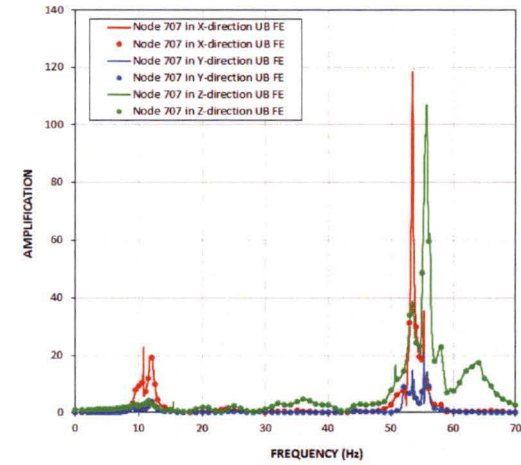 140
120
100
80
60
40
20
0
AMPLIFICATION
Node 707 in X-direction UB FE
Node 707 in X-direction UB FE
Node 707 in Y-direction UB FE
Node 707 in Y-direction UB FE
Node 707 in Z-direction UB FE
Node 707 in Z-direction UB FE
0 10 20 30 40 50 60 70
FREQUENCY (Hz)